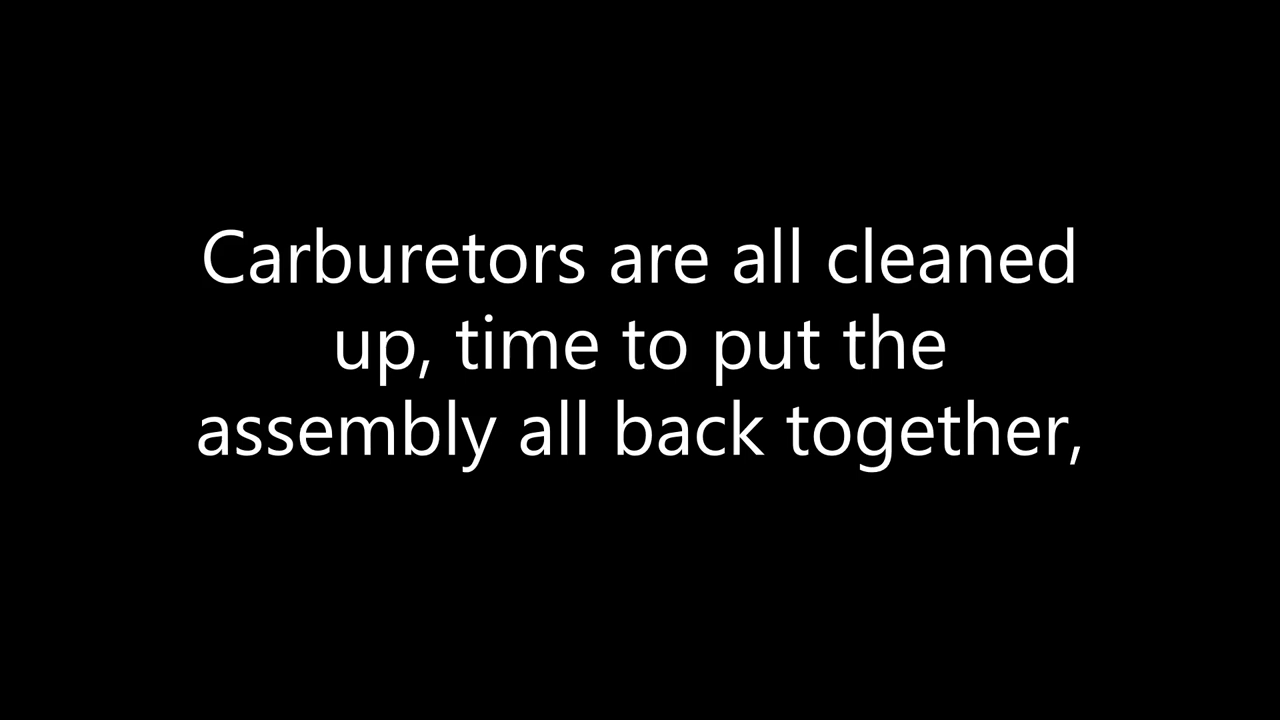 Carburetors are all cleaned
up, time to put the
assembly all back together,